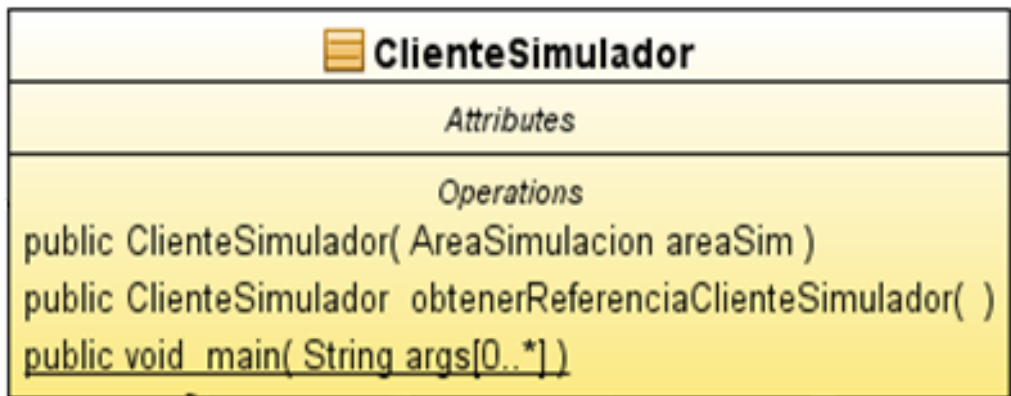 ClienteSimulador
Attributes
Operations
public ClienteSimulador( AreaSimulacion areaSim )
public ClienteSimulador obtenerReferenciaClienteSimulador( )
public void main( String args[0..*] )